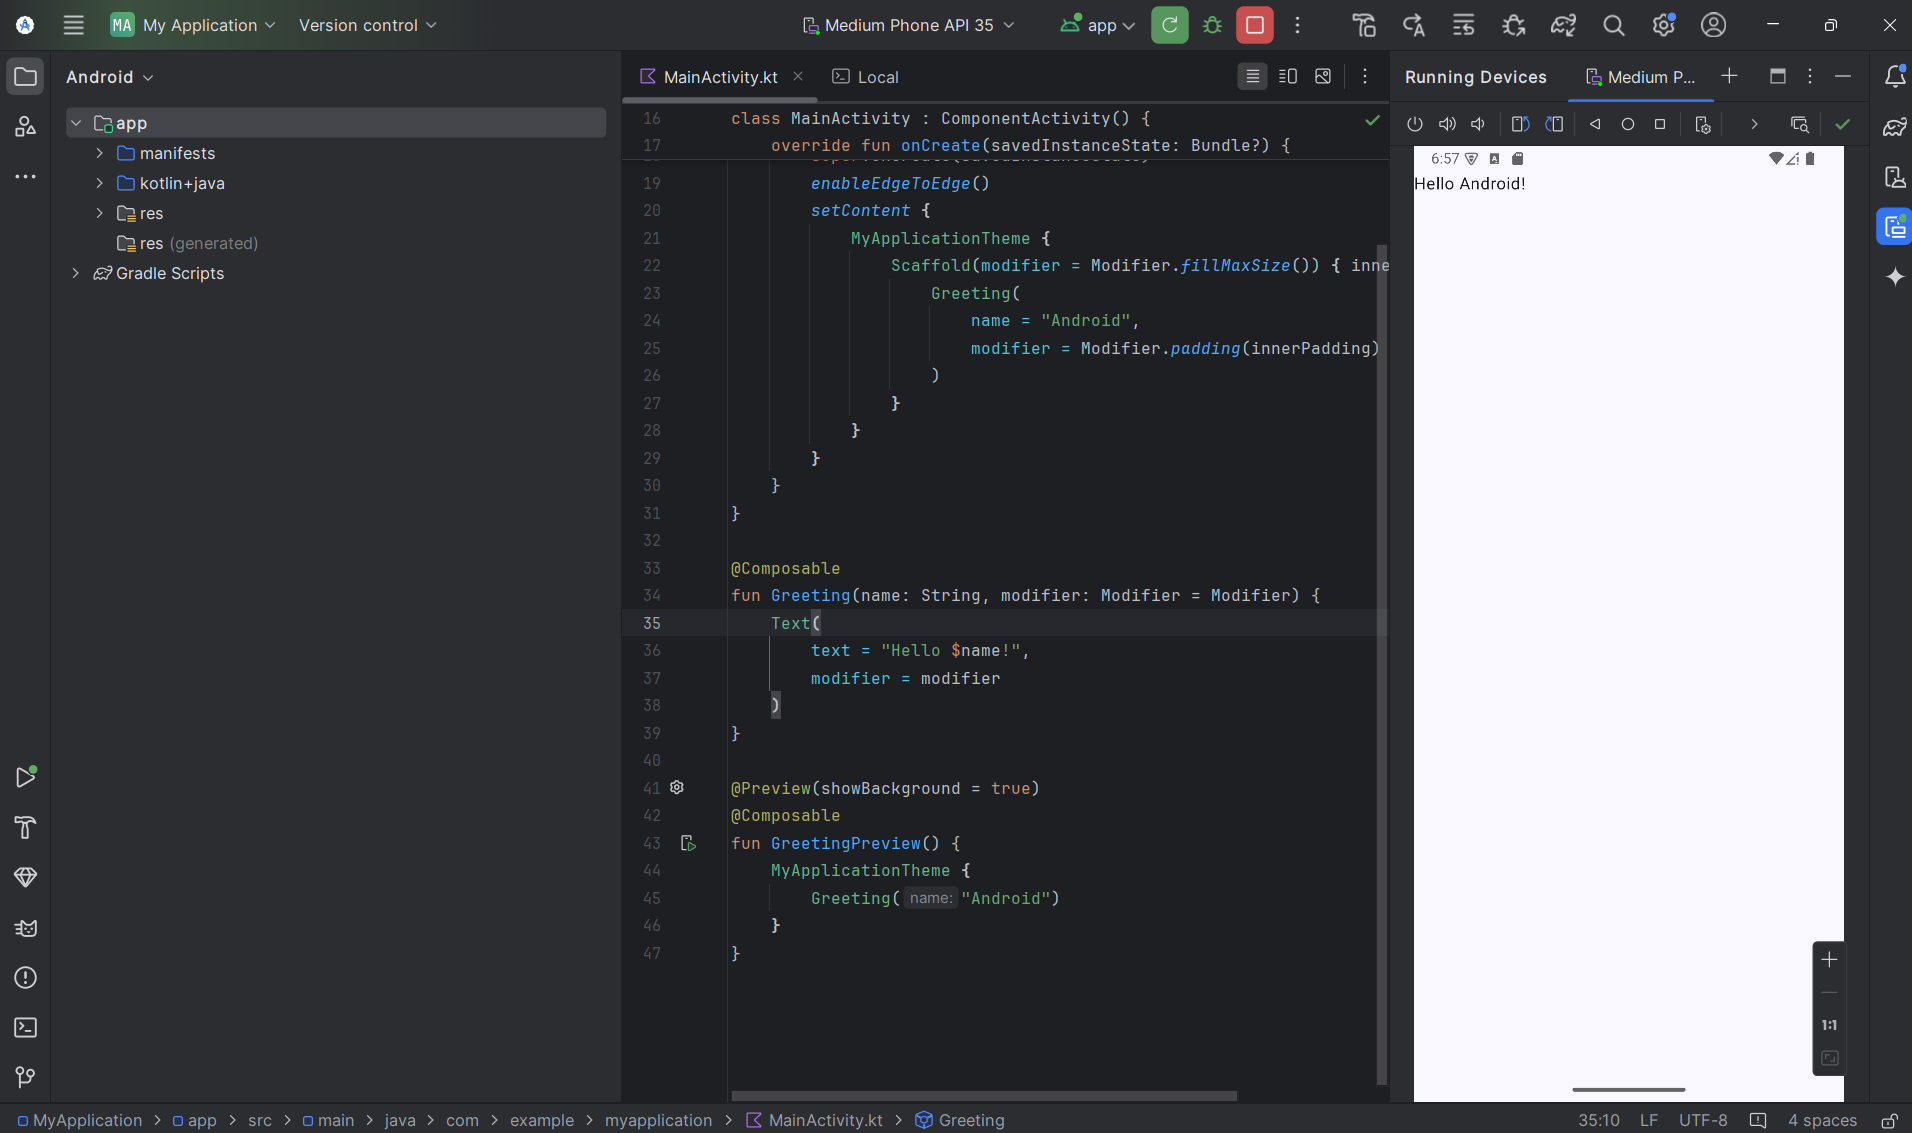 MA My Application Version control Medium Phone API 35 app
Android
app
manifests
kotlin+java
res
res (generated)
Gradle Scripts
MainActivity.kt Local
16 class MainActivity : ComponentActivity() {
17 override fun onCreate(savedInstanceState: Bundle?) {
19 enableEdgeToEdge()
20 setContent {
21 MyApplicationTheme {
22 Scaffold(modifier = Modifier.fillMaxSize()) { inne
23 Greeting(
24 name = "Android",
25 modifier = Modifier.padding(innerPadding)
26 )
27 }
28 }
29 }
30 }
31 }
32
33 @Composable
34 fun Greeting(name: String, modifier: Modifier = Modifier) {
35 Text(
36 text = "Hello $name!",
37 modifier = modifier
38 )
39 }
40
41 @Preview(showBackground = true)
42 @Composable
43 fun GreetingPreview() {
44 MyApplicationTheme {
45 Greeting( name: "Android")
46 }
47 }
Running Devices Medium P...
6:57
Hello Android!
1:1
MyApplication > app > src > main > java > com > example > myapplication > MainActivity.kt > Greeting 35:10 LF UTF-8 4 spaces